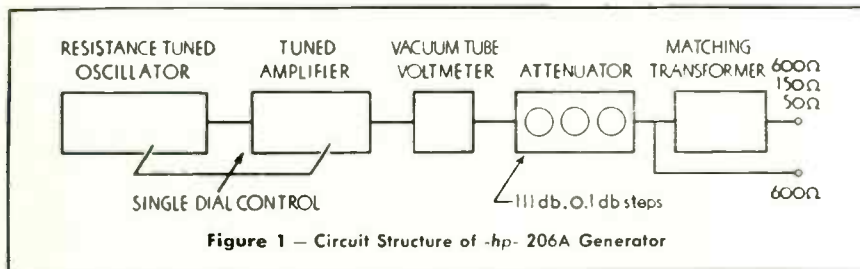 RESISTANCE TUNED
OSCILLATOR
TUNED
AMPLIFIER
VACUUM TUBE
VOLTMETER
ATTENUATOR
MATCHING
TRANSFORMER
600Ω
150Ω
50Ω
600Ω
SINGLE DIAL CONTROL
111 db. 0.1 db steps
Figure 1 — Circuit Structure of -hp- 206A Generator